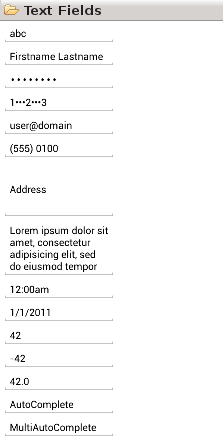 Text Fields
abc
Firstname Lastname
••••••••
1•••2•••3
user@domain
(555) 0100
Address
Lorem ipsum dolor sit
amet, consectetur
adipisicing elit, sed
do eiusmod tempor
12:00am
1/1/2011
42
-42
42.0
AutoComplete
MultiAutoComplete